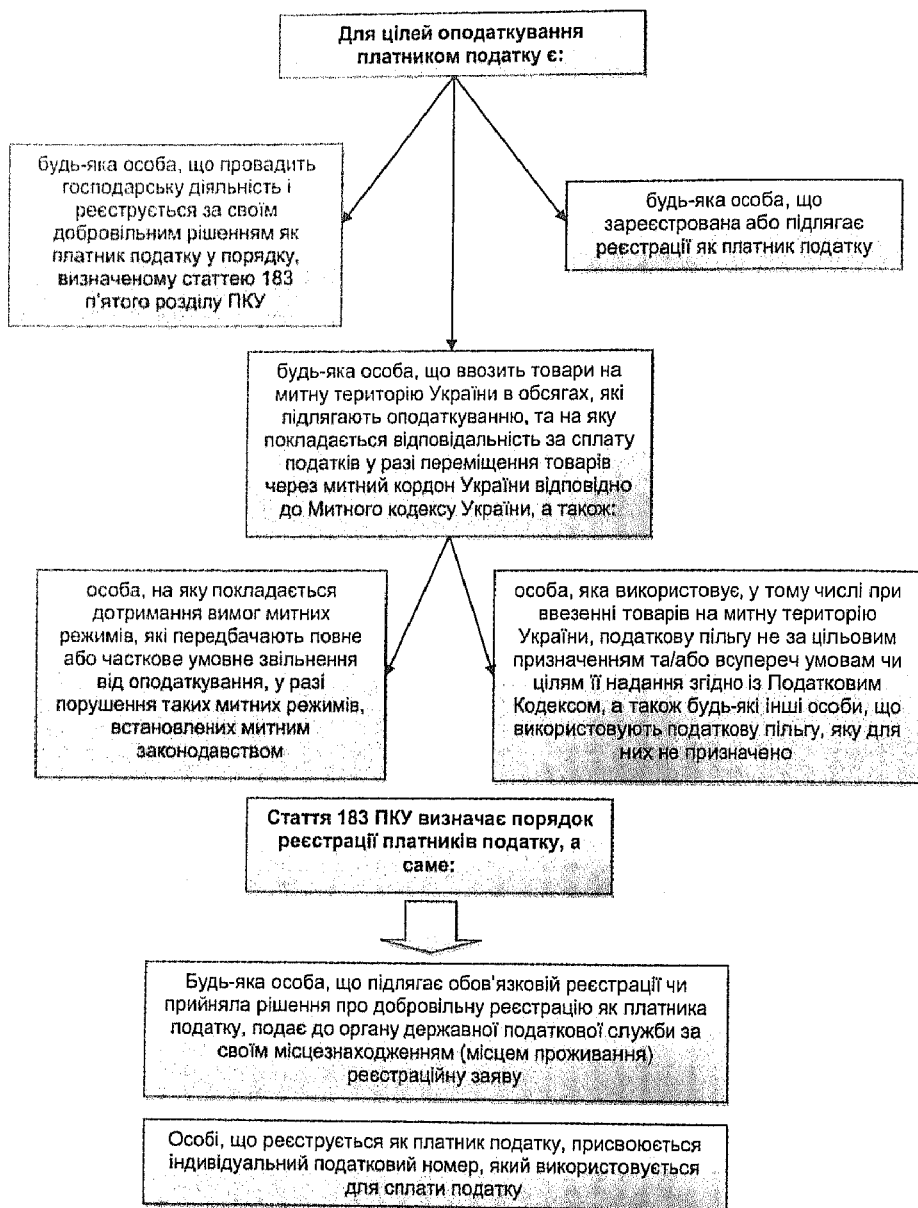 Для цілей оподаткування
платником податку є:
будь-яка особа, що провадить
господарську діяльність і
реєструється за своїм
добровільним рішенням як
платник податку у порядку,
визначеному статтею 183
п'ятого розділу ПКУ
будь-яка особа, що
зареєстрована або підлягає
реєстрації як платник податку
будь-яка особа, що ввозить товари на
митну територію України в обсягах, які
підлягають оподаткуванню, та на яку
покладається відповідальність за сплату
податків у разі переміщення товарів
через митний кордон України відповідно
до Митного кодексу України, а також:
особа, на яку покладається
дотримання вимог митних
режимів, які передбачають повне
або часткове умовне звільнення
від оподаткування, у разі
порушення таких митних режимів,
встановлених митним
законодавством
особа, яка використовує, у тому числі при
ввезенні товарів на митну територію
України, податкову пільгу не за цільовим
призначенням та/або всупереч умовам чи
цілям її надання згідно із Податковим
Кодексом, а також будь-які інші особи, що
використовують податкову пільгу, яку для
них не призначено
Стаття 183 ПКУ визначає порядок
реєстрації платників податку, а
саме:
Будь-яка особа, що підлягає обов'язковій реєстрації чи
прийняла рішення про добровільну реєстрацію як платника
податку, подає до органу державної податкової служби за
своїм місцезнаходженням (місцем проживання)
реєстраційну заяву
Особі, що реєструється як платник податку, присвоюється
індивідуальний податковий номер, який використовується
для сплати податку